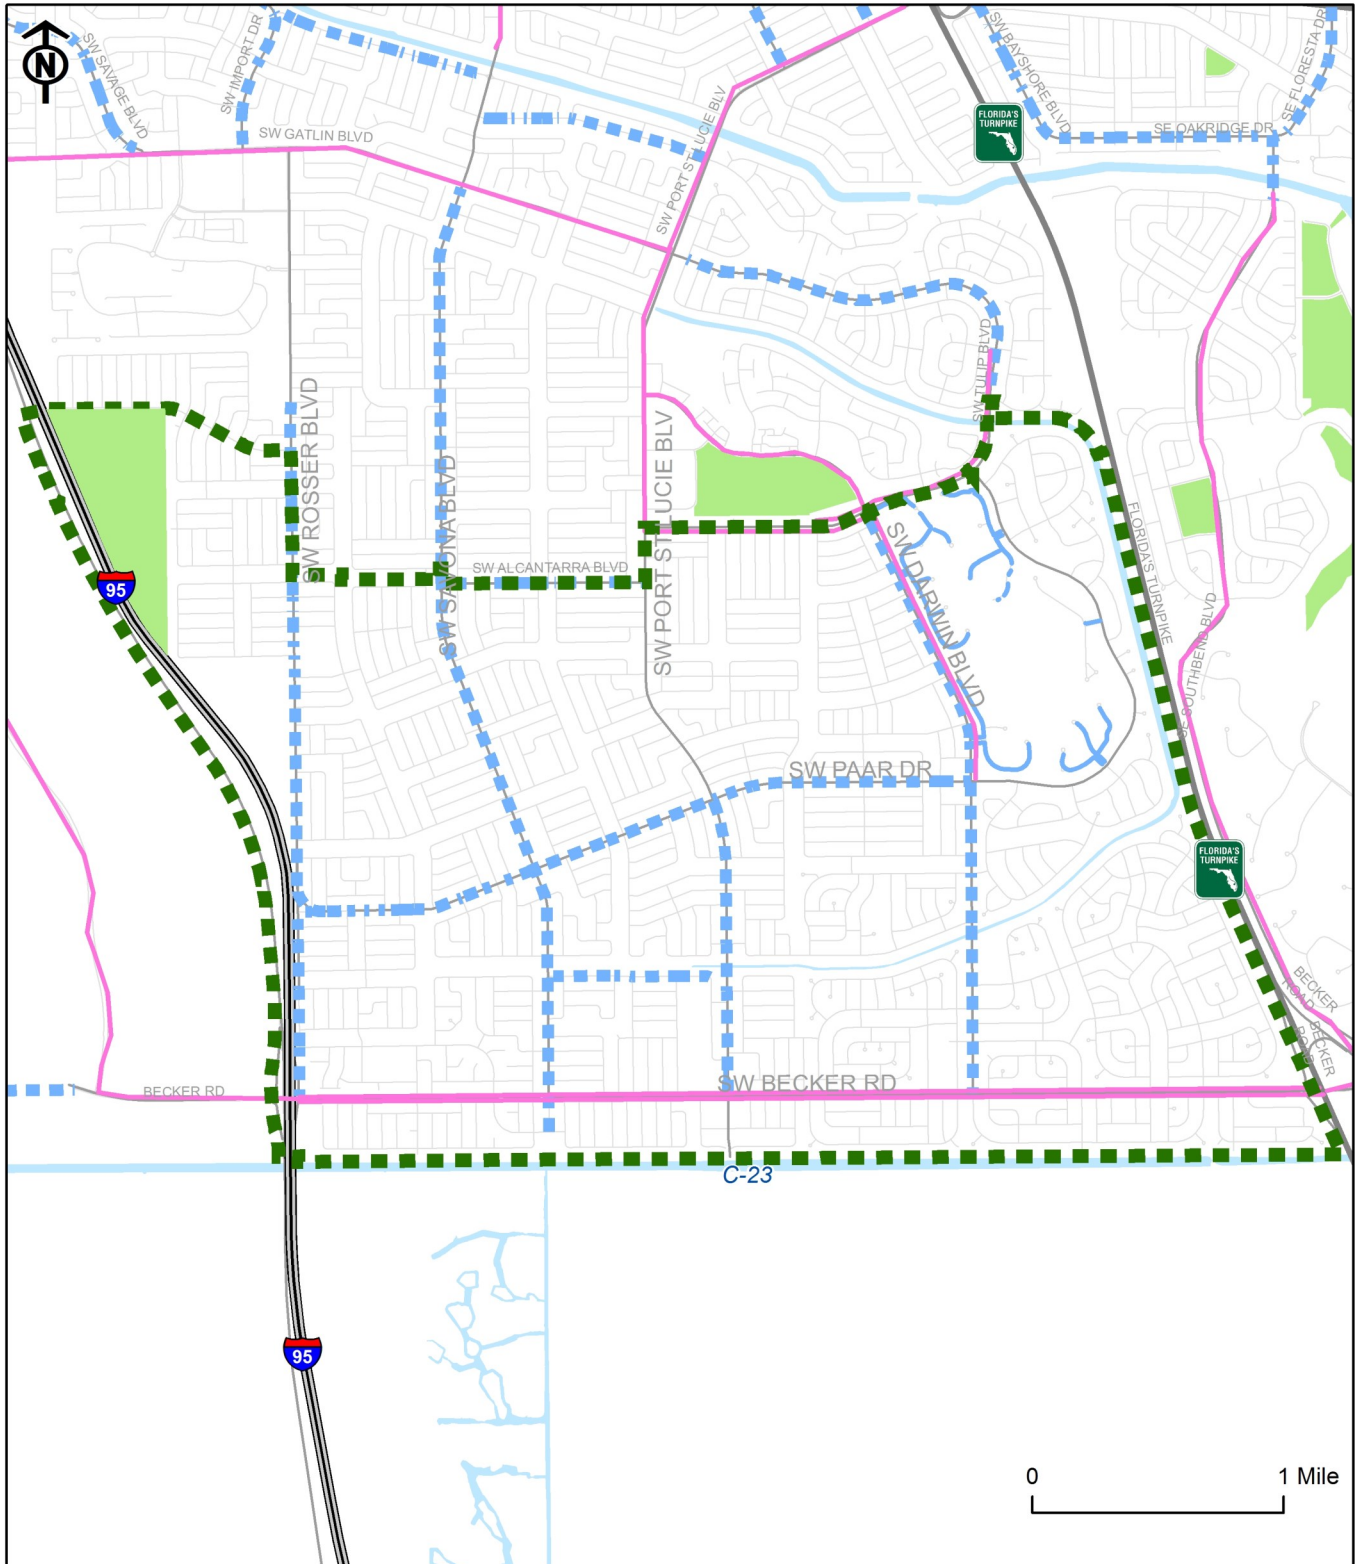 N
SW SAVAGE BLVD
SW IMPORT DR
SW GATLIN BLVD
SW PORT ST LUCIE BLV
FLORIDA'S
TURNPIKE
SW BAYSHORE BLVD
SE OAKRIDGE DR
SE FLORESTA DR
SW TULIP BLVD
SW ROSSER BLVD
SW SAVONA BLVD
SW PORT ST LUCIE BLV
SW ALCANTARRA BLVD
95
SW DARWIN BLVD
FLORIDA'S TURNPIKE
SE SOUTHBEND BLVD
SW PAAR DR
FLORIDA'S
TURNPIKE
BECKER
ROAD
BECKER
ROAD
BECKER RD
SW BECKER RD
C-23
95
0 1 Mile